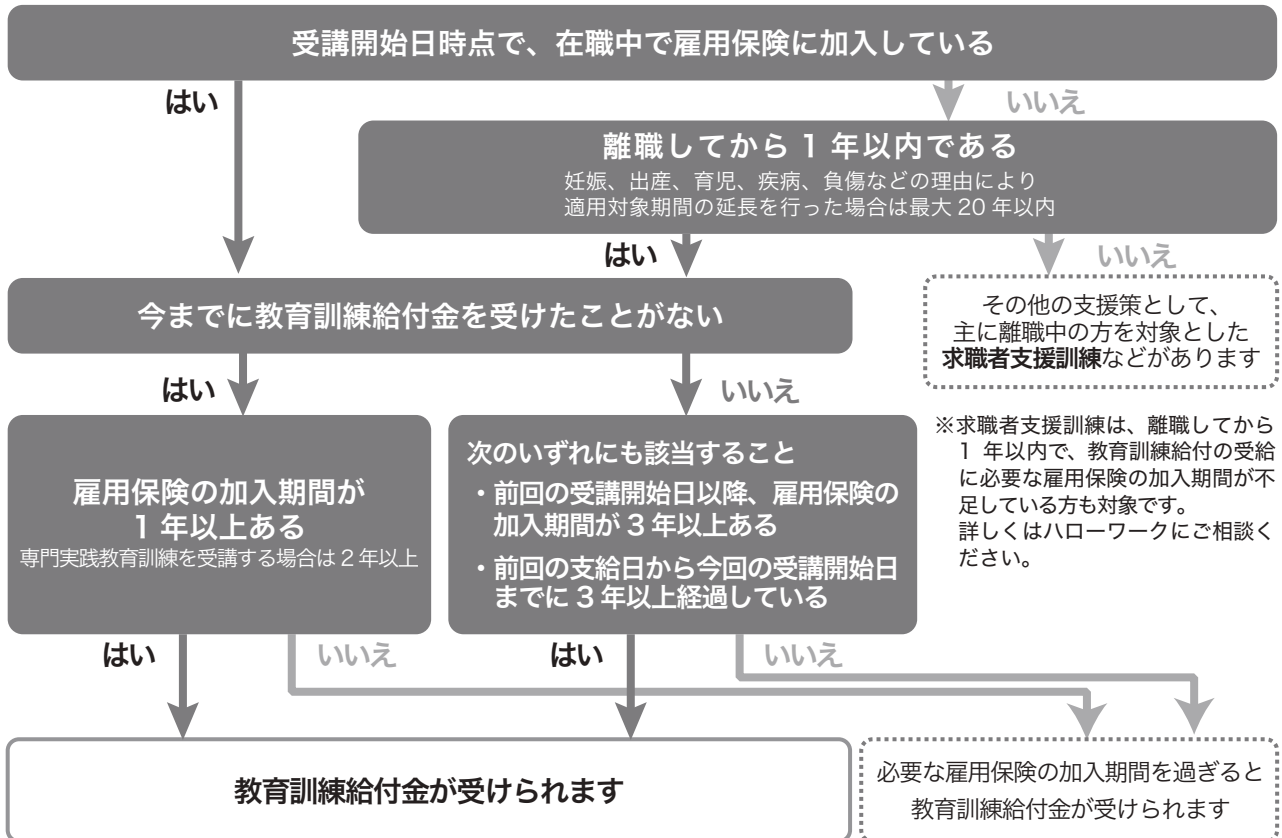 受講開始日時点で、在職中で雇用保険に加入している
はい
いいえ
離職してから 1 年以内である
妊娠、出産、育児、疾病、負傷などの理由により
適用対象期間の延長を行った場合は最大 20 年以内
はい
いいえ
今までに教育訓練給付金を受けたことがない
その他の支援策として、
主に離職中の方を対象とした
求職者支援訓練などがあります
はい
いいえ
雇用保険の加入期間が
1 年以上ある
専門実践教育訓練を受講する場合は 2 年以上
次のいずれにも該当すること
・前回の受講開始日以降、雇用保険の
加入期間が 3 年以上ある
・前回の支給日から今回の受講開始日
までに 3 年以上経過している
※求職者支援訓練は、離職してから
1 年以内で、教育訓練給付の受給
に必要な雇用保険の加入期間が不
足している方も対象です。
詳しくはハローワークにご相談く
ださい。
はい
いいえ
はい
いいえ
教育訓練給付金が受けられます
必要な雇用保険の加入期間を過ぎると
教育訓練給付金が受けられます